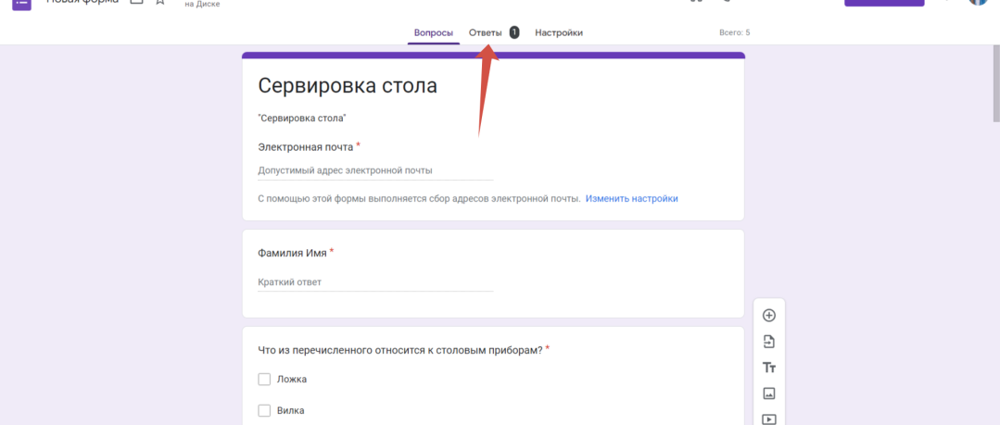 Новая форма
на Диске
Вопросы Ответы 1 Настройки Всего: 5
Сервировка стола
"Сервировка стола"
Электронная почта *
Допустимый адрес электронной почты
С помощью этой формы выполняется сбор адресов электронной почты. Изменить настройки
Фамилия Имя *
Краткий ответ
Что из перечисленного относится к столовым приборам? *
Ложка
Вилка
Тт